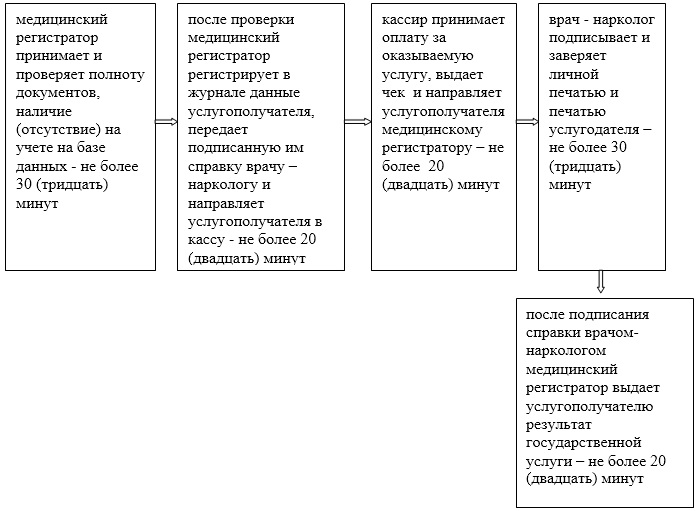 медицинский
регистратор
принимает и
проверяет полноту
документов,
наличие
(отсутствие) на
учете на базе
данных - не более
30 (тридцать)
минут
после проверки
медицинский
регистратор
регистрирует в
журнале данные
услугополучателя,
передает
подписанную им
справку врачу –
наркологу и
направляет
услугополучателя в
кассу - не более 20
(двадцать) минут
кассир принимает
оплату за
оказываемую
услугу, выдает
чек и направляет
услугополучателя
медицинскому
регистратору – не
более 20
(двадцать) минут
врач - нарколог
подписывает и
заверяет
личной
печатью и
печатью
услугодателя –
не более 30
(тридцать)
минут
после подписания
справки врачом-
наркологом
медицинский
регистратор выдает
услугополучателю
результат
государственной
услуги – не более 20
(двадцать) минут